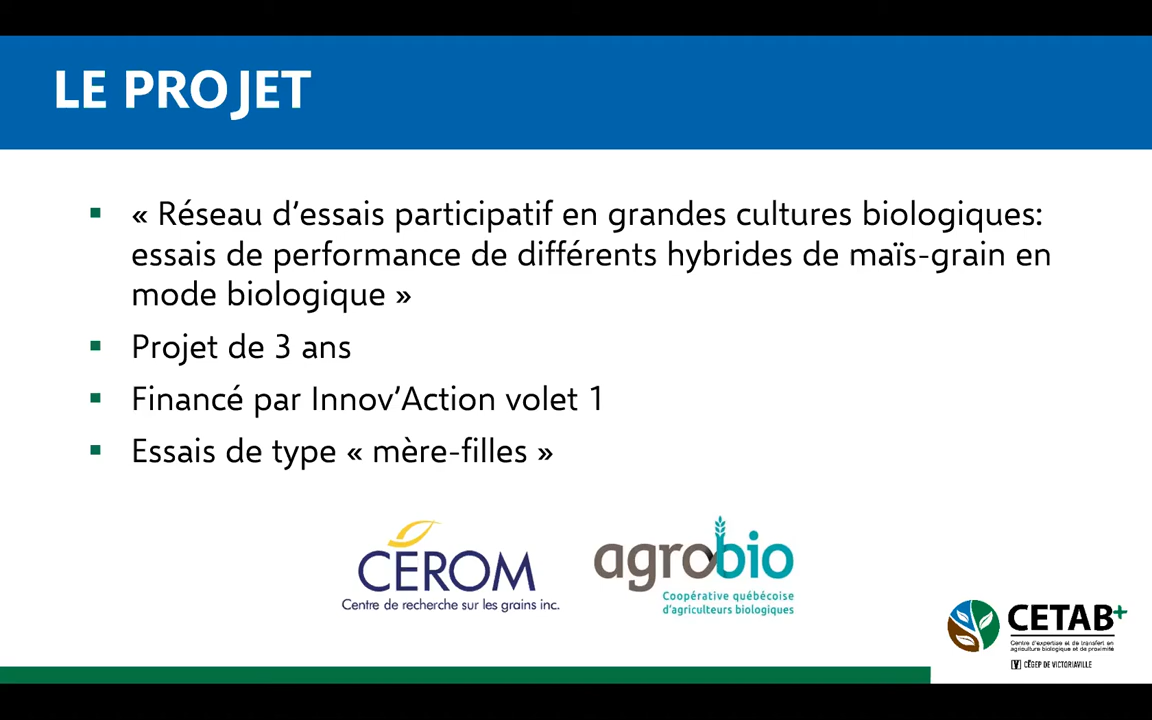 LE PROJET
« Réseau d’essais participatif en grandes cultures biologiques:
essais de performance de différents hybrides de maïs-grain en
mode biologique »
Projet de 3 ans
Financé par Innov’Action volet 1
Essais de type « mère-filles »
CÉROM
Centre de recherche sur les grains inc.
agrobio
Coopérative québécoise
d’agriculteurs biologiques
CETAB+
Centre d’expertise et de transfert en
agriculture biologique et de proximité
CÉGEP DE VICTORIAVILLE